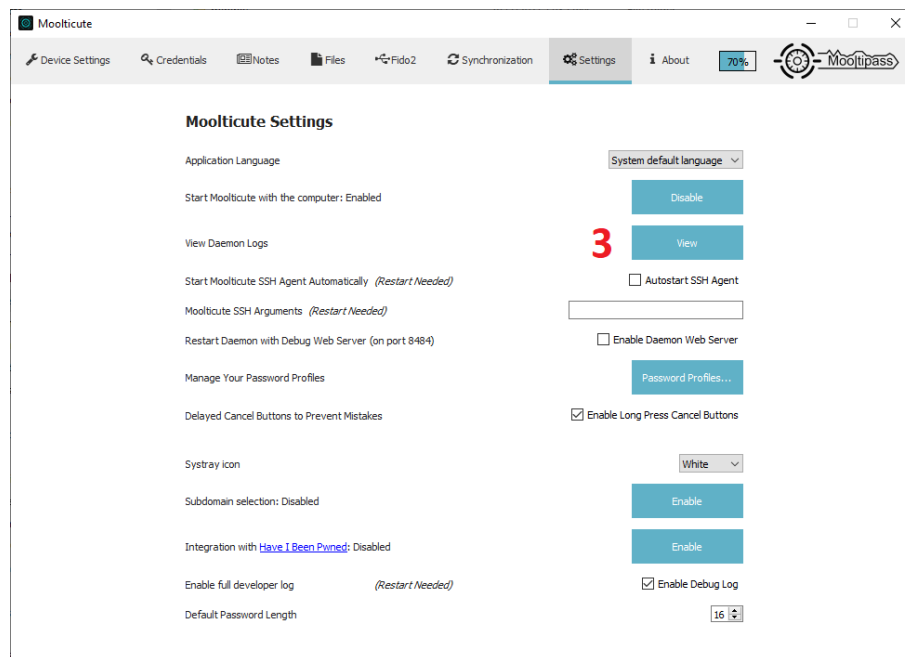 Moolticute
Device Settings Credentials Notes Files Fido2 Synchronization Settings About 70% Mooltipass
Moolticute Settings
Application Language System default language
Start Moolticute with the computer: Enabled Disable
View Daemon Logs 3 View
Start Moolticute SSH Agent Automatically (Restart Needed) Autostart SSH Agent
Moolticute SSH Arguments (Restart Needed)
Restart Daemon with Debug Web Server (on port 8484) Enable Daemon Web Server
Manage Your Password Profiles Password Profiles...
Delayed Cancel Buttons to Prevent Mistakes Enable Long Press Cancel Buttons
Systray icon White
Subdomain selection: Disabled Enable
Integration with Have I Been Pwned: Disabled Enable
Enable full developer log (Restart Needed) Enable Debug Log
Default Password Length 16